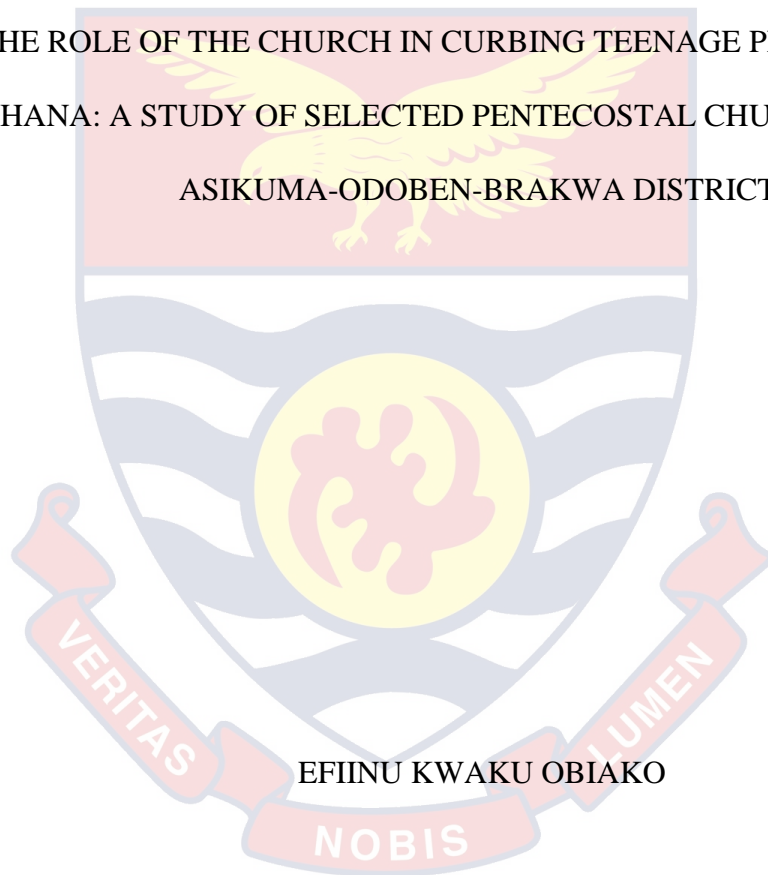 HE ROLE OF THE CHURCH IN CURBING TEENAGE P
HANA: A STUDY OF SELECTED PENTECOSTAL CHU
ASIKUMA-ODOBEN-BRAKWA DISTRICT
EFIINU KWAKU OBIAKO
VERITAS NOBIS LUMEN